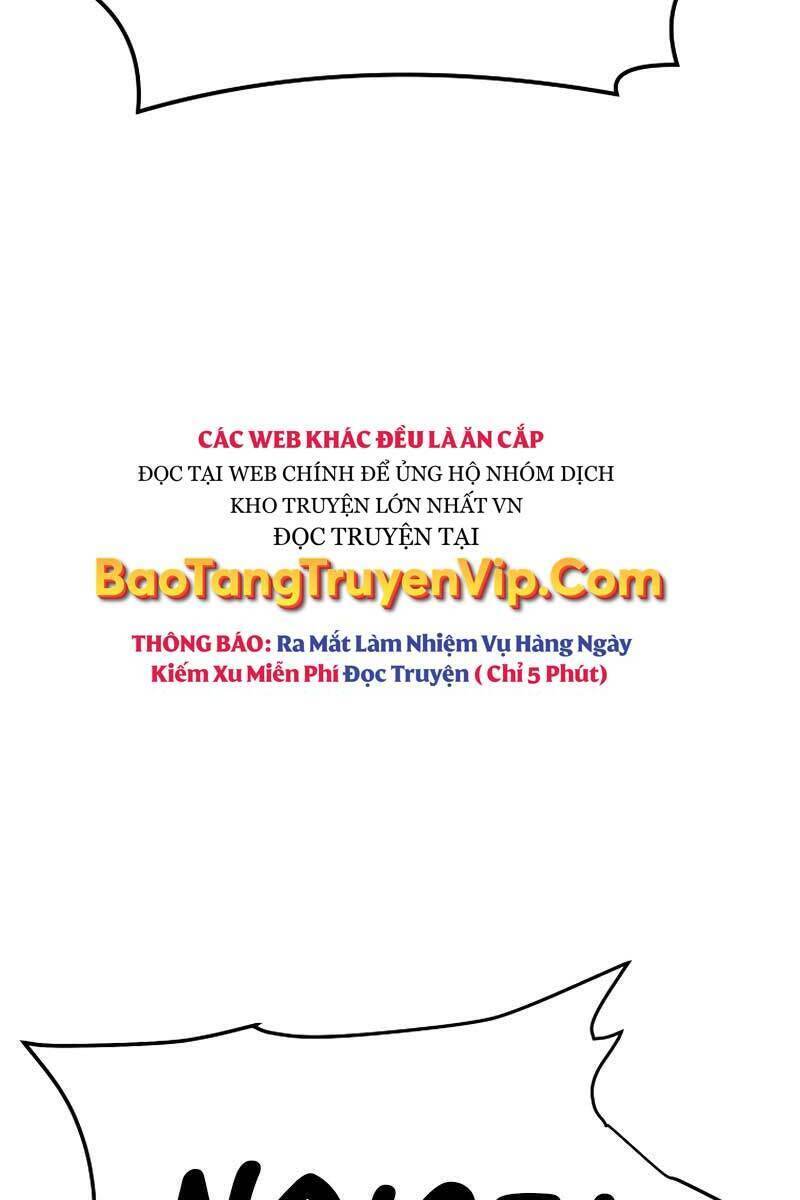 CÁC WEB KHÁC ĐỀU LÀ ĂN CẮP
ĐỌC TẠI WEB CHÍNH ĐỂ ỦNG HỘ NHÓM DỊCH
KHO TRUYỆN LỚN NHẤT VN
ĐỌC TRUYỆN TẠI
BaoTangTruyenVip.Com
THÔNG BÁO: Ra Mắt Làm Nhiệm Vụ Hàng Ngày
Kiếm Xu Miễn Phí Đọc Truyện ( Chỉ 5 Phút)